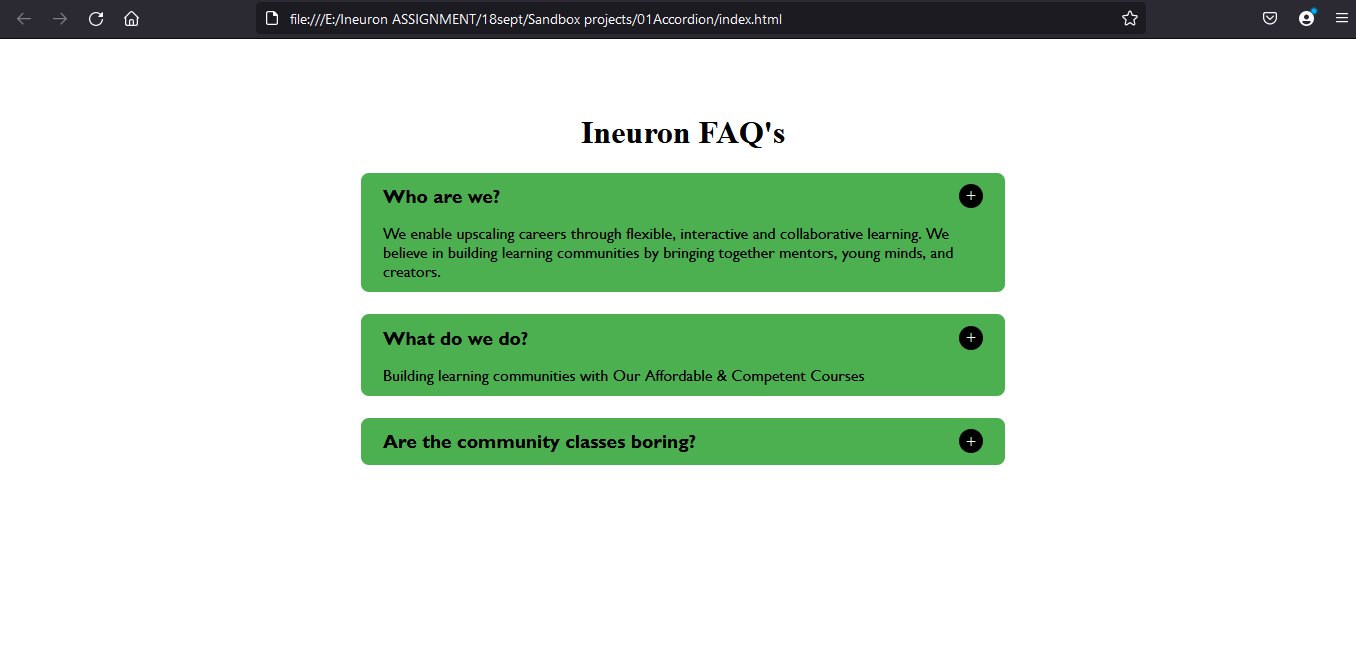 file:///E:/Ineuron ASSIGNMENT/18sept/Sandbox projects/01Accordion/index.html
Ineuron FAQ's
Who are we? +
We enable upscaling careers through flexible, interactive and collaborative learning. We
believe in building learning communities by bringing together mentors, young minds, and
creators.
What do we do? +
Building learning communities with Our Affordable & Competent Courses
Are the community classes boring? +